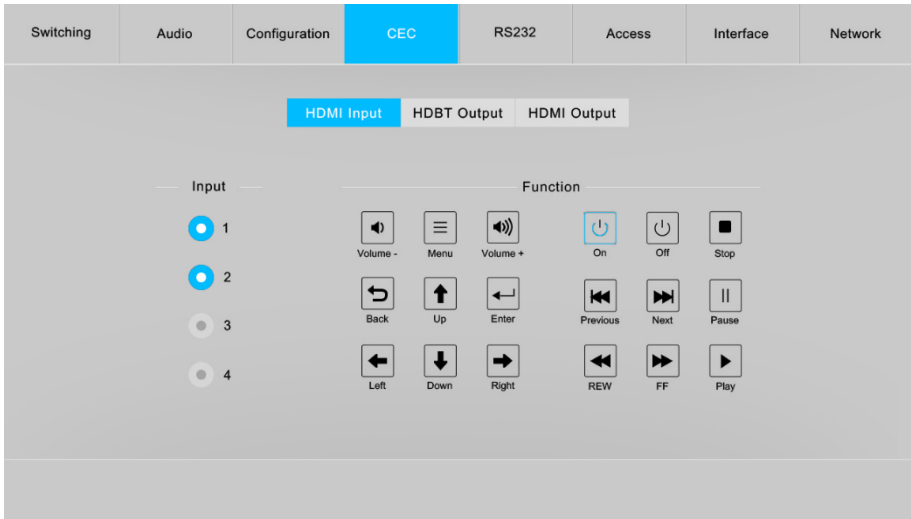 Switching Audio Configuration CEC RS232 Access Interface Network
HDMI Input HDBT Output HDMI Output
Input Function
1
Volume - Menu Volume + On Off Stop
2
Back Up Enter Previous Next Pause
3
4
Left Down Right REW FF Play